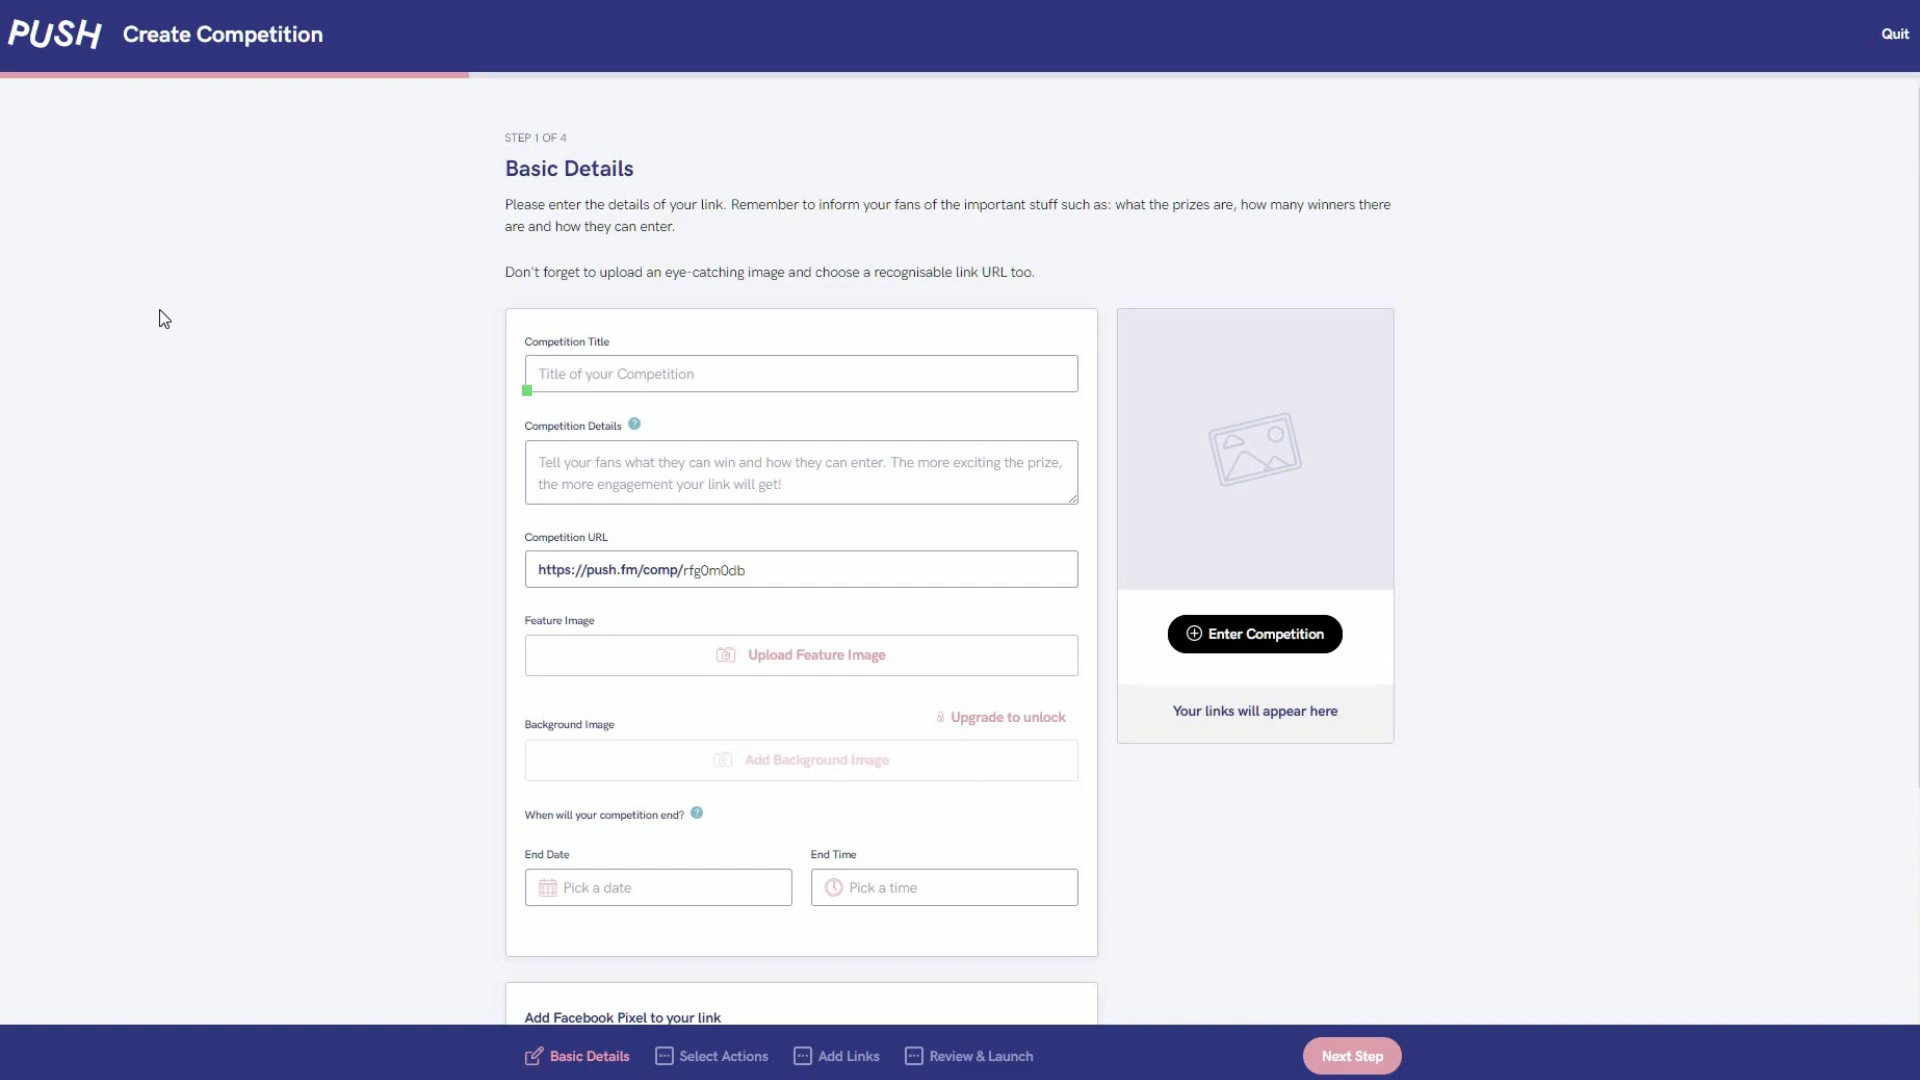 PUSH Create Competition
Quit
STEP 1 OF 4
Basic Details
Please enter the details of your link. Remember to inform your fans of the important stuff such as: what the prizes are, how many winners there
are and how they can enter.
Don't forget to upload an eye-catching image and choose a recognisable link URL too.
Competition Title
Title of your Competition
Competition Details ?
Tell your fans what they can win and how they can enter. The more exciting the prize,
the more engagement your link will get!
Competition URL
https://push.fm/comp/rfg0m0db
Feature Image
Upload Feature Image
Enter Competition
Your links will appear here
Background Image
Upgrade to unlock
Add Background Image
When will your competition end? ?
End Date
End Time
Pick a date
Pick a time
Add Facebook Pixel to your link
Basic Details
Select Actions
Add Links
Review & Launch
Next Step